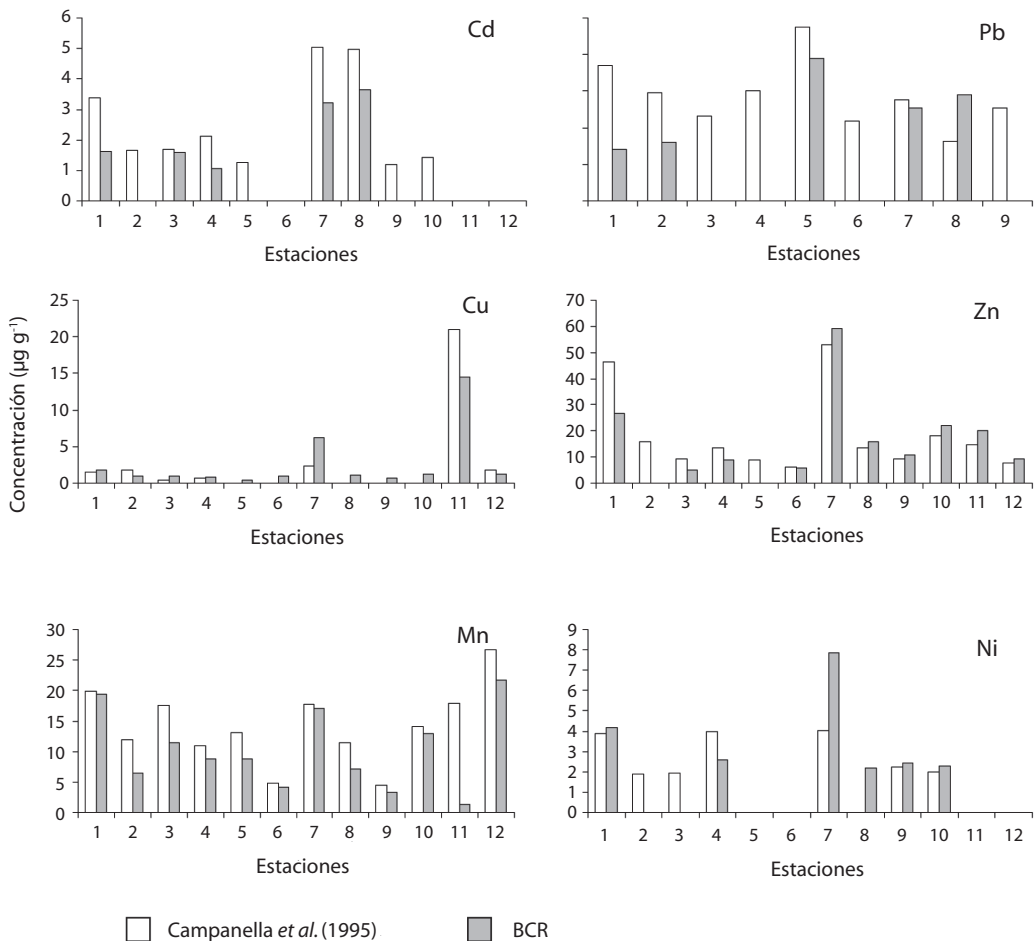 Cd
6
5
4
3
2
1
0
1 2 3 4 5 6 7 8 9 10 11 12
Estaciones
Pb
1 2 3 4 5 6 7 8 9
Estaciones
Concentración (µg g⁻¹)
Cu
25
20
15
10
5
0
1 2 3 4 5 6 7 8 9 10 11 12
Estaciones
Zn
70
60
50
40
30
20
10
0
1 2 3 4 5 6 7 8 9 10 11 12
Estaciones
Mn
30
25
20
15
10
5
0
1 2 3 4 5 6 7 8 9 10 11 12
Estaciones
Ni
9
8
7
6
5
4
3
2
1
0
1 2 3 4 5 6 7 8 9 10 11 12
Estaciones
Campanella et al. (1995)
BCR